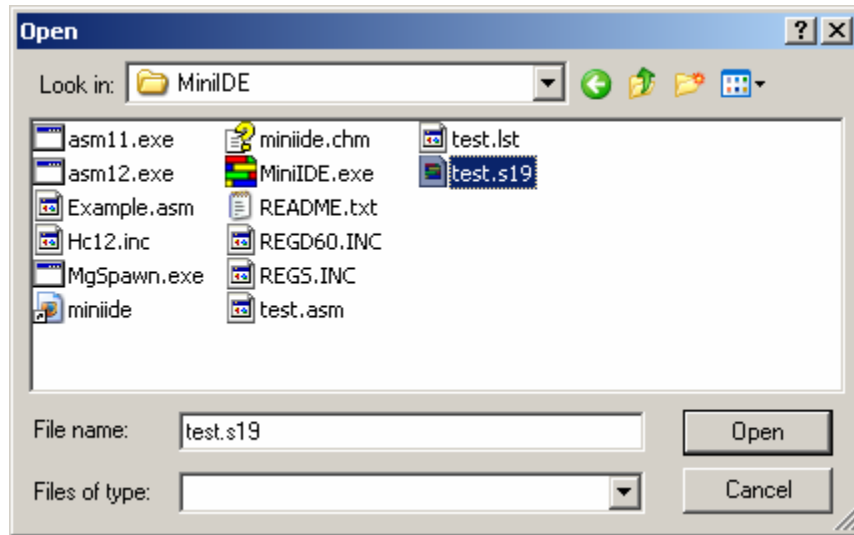 Open
Look in: MiniIDE
asm11.exe
asm12.exe
Example.asm
Hc12.inc
MgSpawn.exe
miniide
miniide.chm
MiniIDE.exe
README.txt
REGD60.INC
REGS.INC
test.asm
test.lst
test.s19
File name: test.s19 Open
Files of type: Cancel